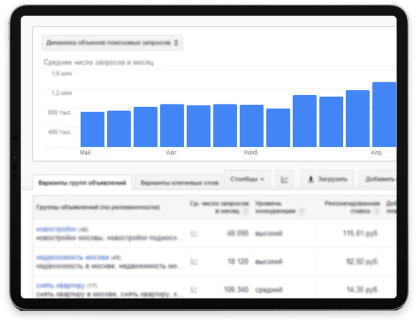 Динамика объемов поисковых запросов
Среднее число запросов в месяц
1,6 млн
1,2 млн
800 тыс.
400 тыс.
Май
Авг.
Нояб.
Апр.
Варианты групп объявлений
Варианты ключевых слов
Столбцы
Загрузить
Добавить
Группы объявлений (по релевантности)
Ср. число запросов в месяц
Уровень конкуренции
Рекомендованная ставка
новостройки
новостройки москвы, новостройки
48 090
высокий
115,61 руб.
недвижимость москва
недвижимость в москве, недвижимость
18 120
высокий
92,92 руб.
снять квартиру (17)
снять квартиру в москве, снять квартиру,
106 340
средний
14,35 руб.